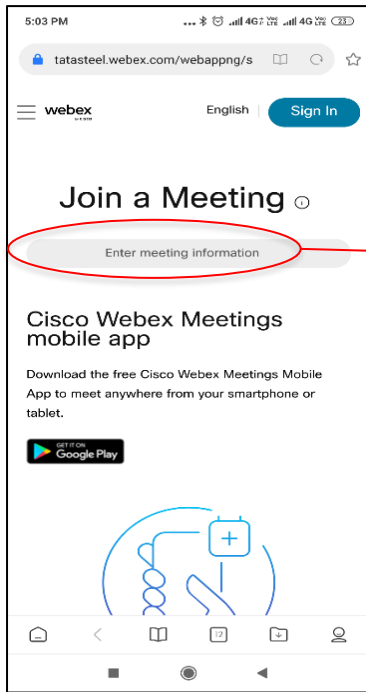 5:03 PM ... 4G 4G 23
tatasteel.webex.com/webappng/s
webex English Sign In
Join a Meeting
Enter meeting information
Cisco Webex Meetings
mobile app
Download the free Cisco Webex Meetings Mobile
App to meet anywhere from your smartphone or
tablet.
GET IT ON
Google Play
12